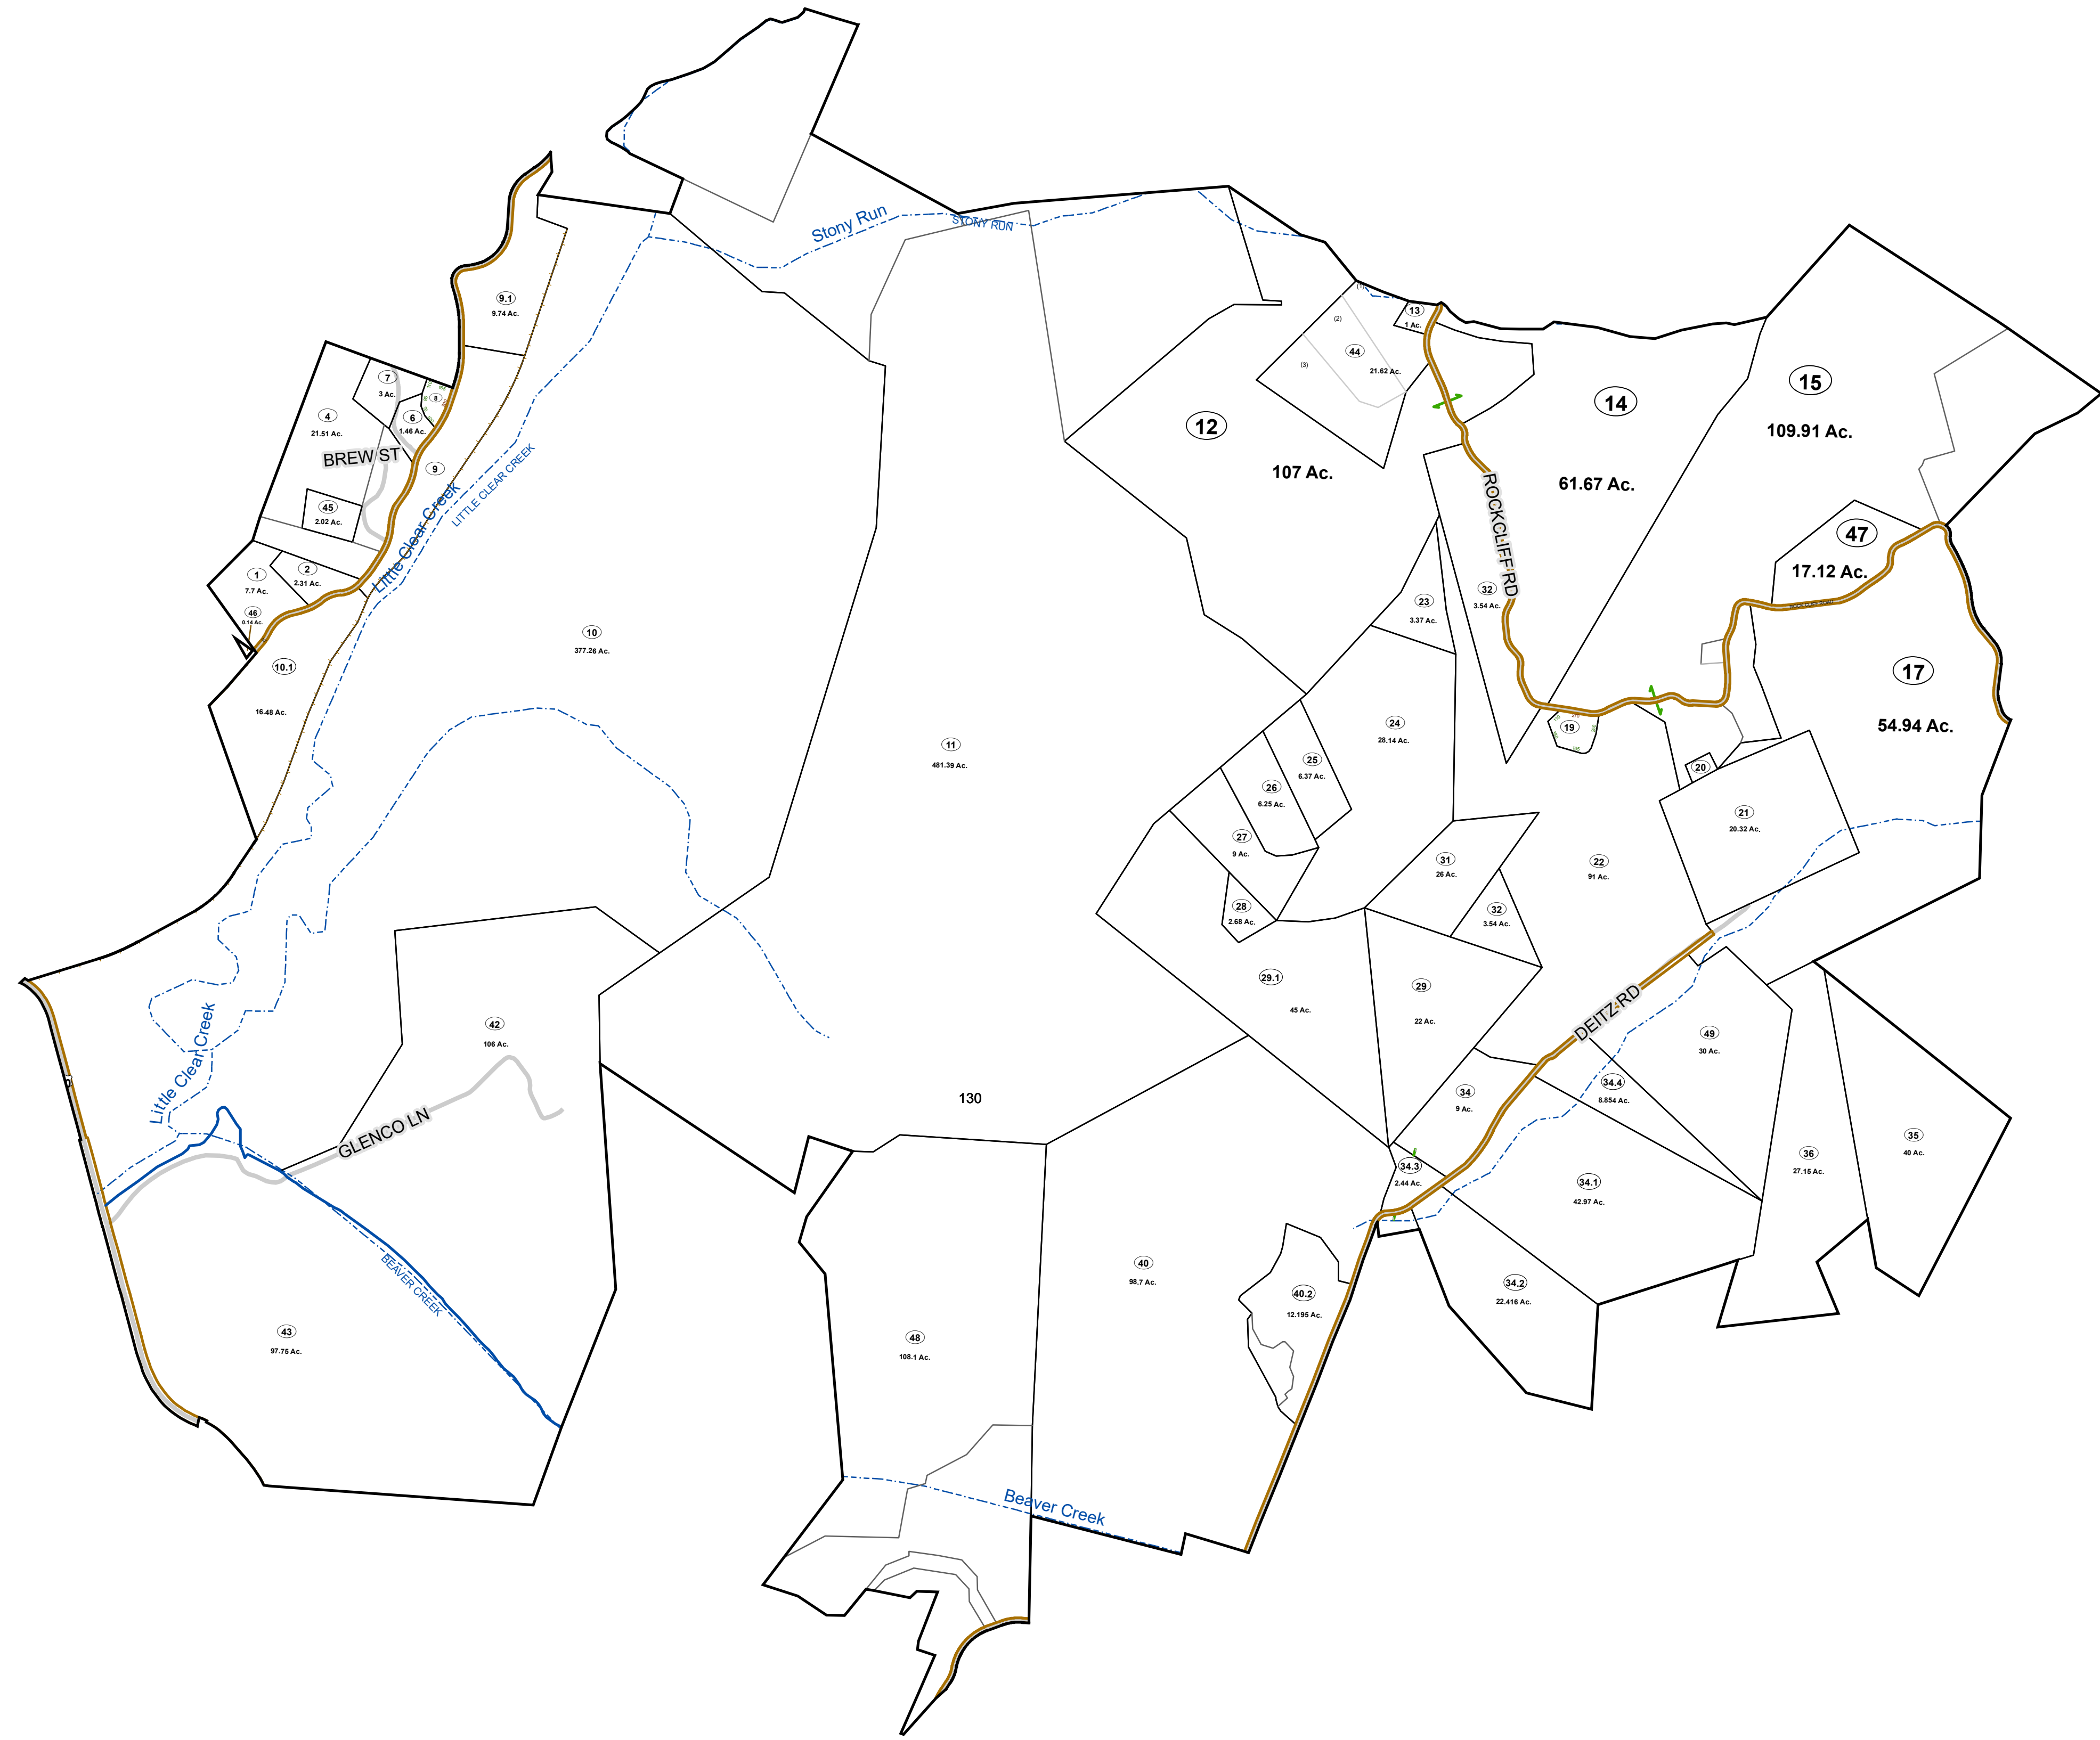 Stony Run
STONY RUN
9.1
9.74 Ac.
(1)
13
1 Ac.
(2)
44
(3)
21.62 Ac.
7
3 Ac.
8
15
109.91 Ac.
14
61.67 Ac.
4
21.51 Ac.
6
1.46 Ac.
12
107 Ac.
BREW ST
9
LITTLE CLEAR CREEK
Little Clear Creek
45
2.02 Ac.
ROCKCLIFF RD
47
17.12 Ac.
1
7.7 Ac.
2
2.31 Ac.
46
0.14 Ac.
32
3.54 Ac.
23
3.37 Ac.
10
377.26 Ac.
10.1
16.48 Ac.
17
54.94 Ac.
24
28.14 Ac.
19
11
481.39 Ac.
25
6.37 Ac.
26
6.25 Ac.
20
21
20.32 Ac.
27
9 Ac.
31
26 Ac.
22
91 Ac.
28
2.68 Ac.
32
3.54 Ac.
29.1
45 Ac.
29
22 Ac.
DEITZ RD
42
106 Ac.
49
30 Ac.
Little Clear Creek
34
9 Ac.
34.4
8.854 Ac.
130
GLENCO LN
35
40 Ac.
36
27.15 Ac.
34.3
2.44 Ac.
34.1
42.97 Ac.
BEAVER CREEK
40
98.7 Ac.
40.2
12.195 Ac.
34.2
22.416 Ac.
43
97.75 Ac.
48
108.1 Ac.
Beaver Creek